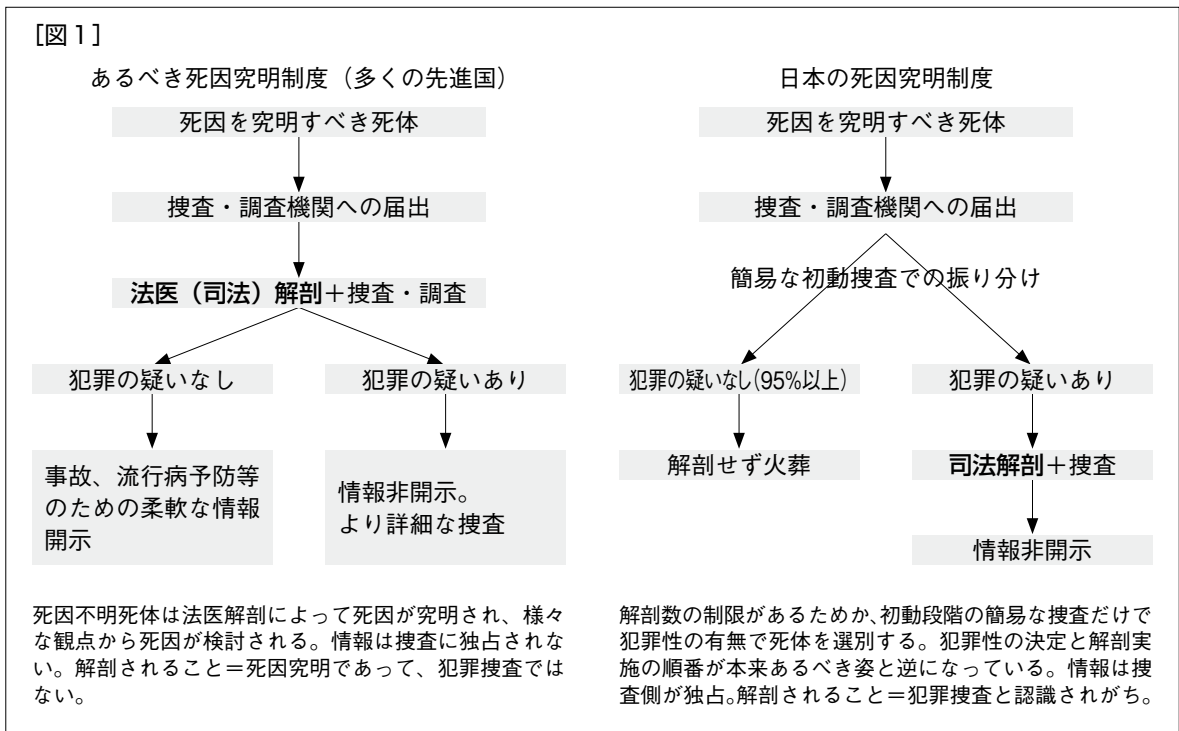 [図1]
あるべき死因究明制度（多くの先進国）
死因を究明すべき死体
捜査・調査機関への届出
法医（司法）解剖＋捜査・調査
犯罪の疑いなし
犯罪の疑いあり
事故、流行病予防等
のための柔軟な情報
開示
情報非開示。
より詳細な捜査
死因不明死体は法医解剖によって死因が究明され、様々
な観点から死因が検討される。情報は捜査に独占されな
い。解剖されること＝死因究明であって、犯罪捜査では
ない。
日本の死因究明制度
死因を究明すべき死体
捜査・調査機関への届出
簡易な初動捜査での振り分け
犯罪の疑いなし(95%以上)
犯罪の疑いあり
解剖せず火葬
司法解剖＋捜査
情報非開示
解剖数の制限があるためか、初動段階の簡易な捜査だけで
犯罪性の有無で死体を選別する。犯罪性の決定と解剖実
施の順番が本来あるべき姿と逆になっている。情報は捜
査側が独占。解剖されること＝犯罪捜査と認識されがち。